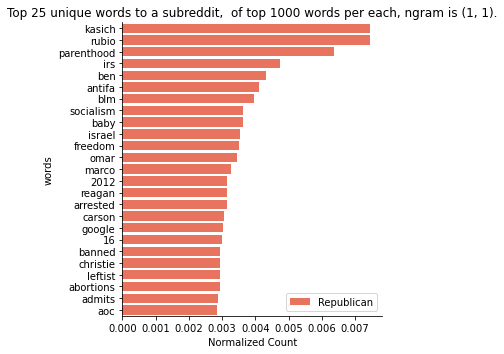 Top 25 unique words to a subreddit,  of top 1000 words per each, ngram is (1, 1).
kasich
rubio
parenthood
irs
ben
antifa
blm
socialism
baby
israel
freedom
omar
marco
2012
reagan
arrested
carson
google
16
banned
christie
leftist
abortions
admits
aoc
words
Republican
0.000 0.001 0.002 0.003 0.004 0.005 0.006 0.007
Normalized Count